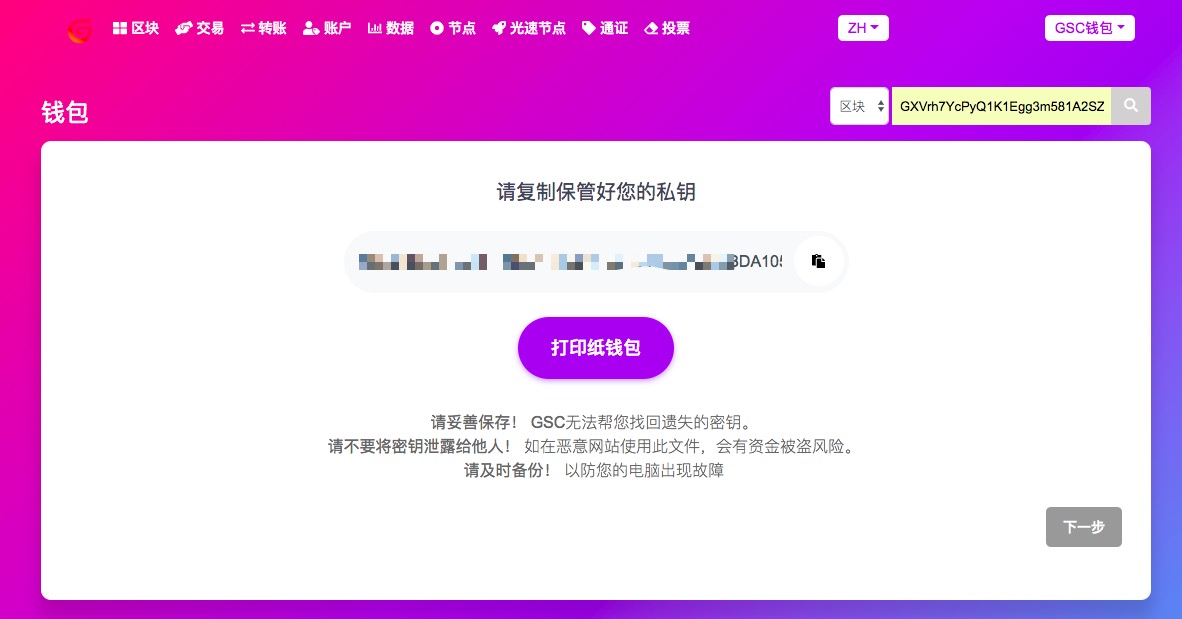 区块 交易 转账 账户 数据 节点 光速节点 通证 投票 ZH GSC钱包
钱包 区块 GXVrh7YcPyQ1K1Egg3m581A2SZ
请复制保管好您的私钥
BDA105
打印纸钱包
请妥善保存！ GSC无法帮您找回遗失的密钥。
请不要将密钥泄露给他人！ 如在恶意网站使用此文件，会有资金被盗风险。
请及时备份！ 以防您的电脑出现故障
下一步